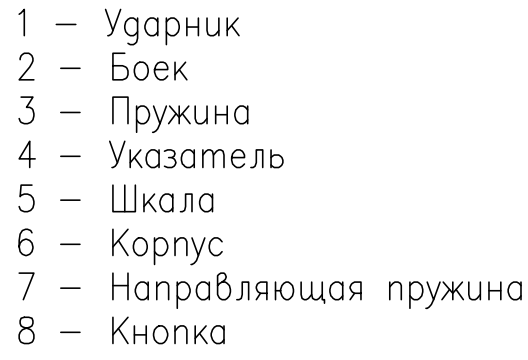 1 — Ударник
2 — Боек
3 — Пружина
4 — Указатель
5 — Шкала
6 — Корпус
7 — Направляющая пружина
8 — Кнопка